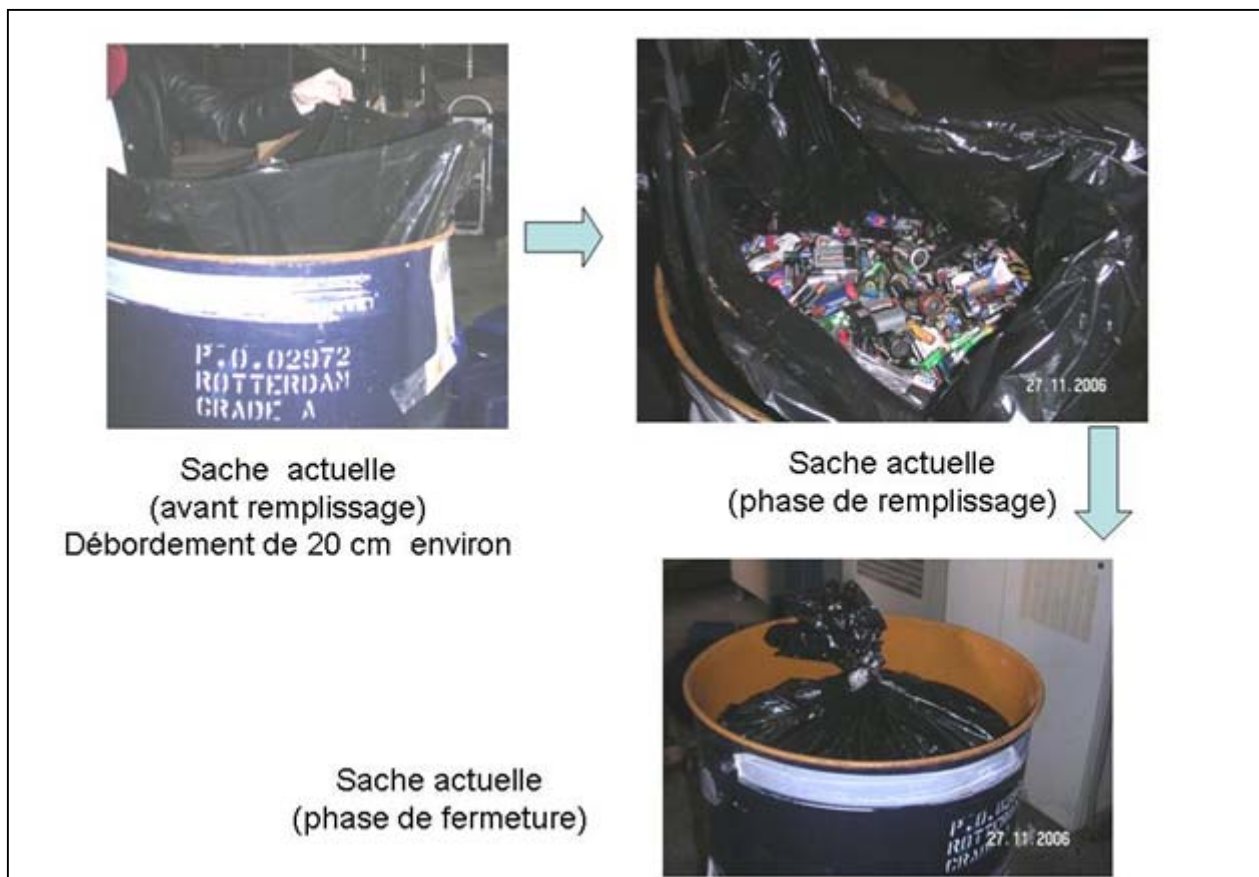 P.O.02972
ROTTERDAM
GRADE A
27.11.2006
Sache actuelle
(avant remplissage)
Débordement de 20 cm environ
Sache actuelle
(phase de remplissage)
Sache actuelle
(phase de fermeture)
27.11.2006